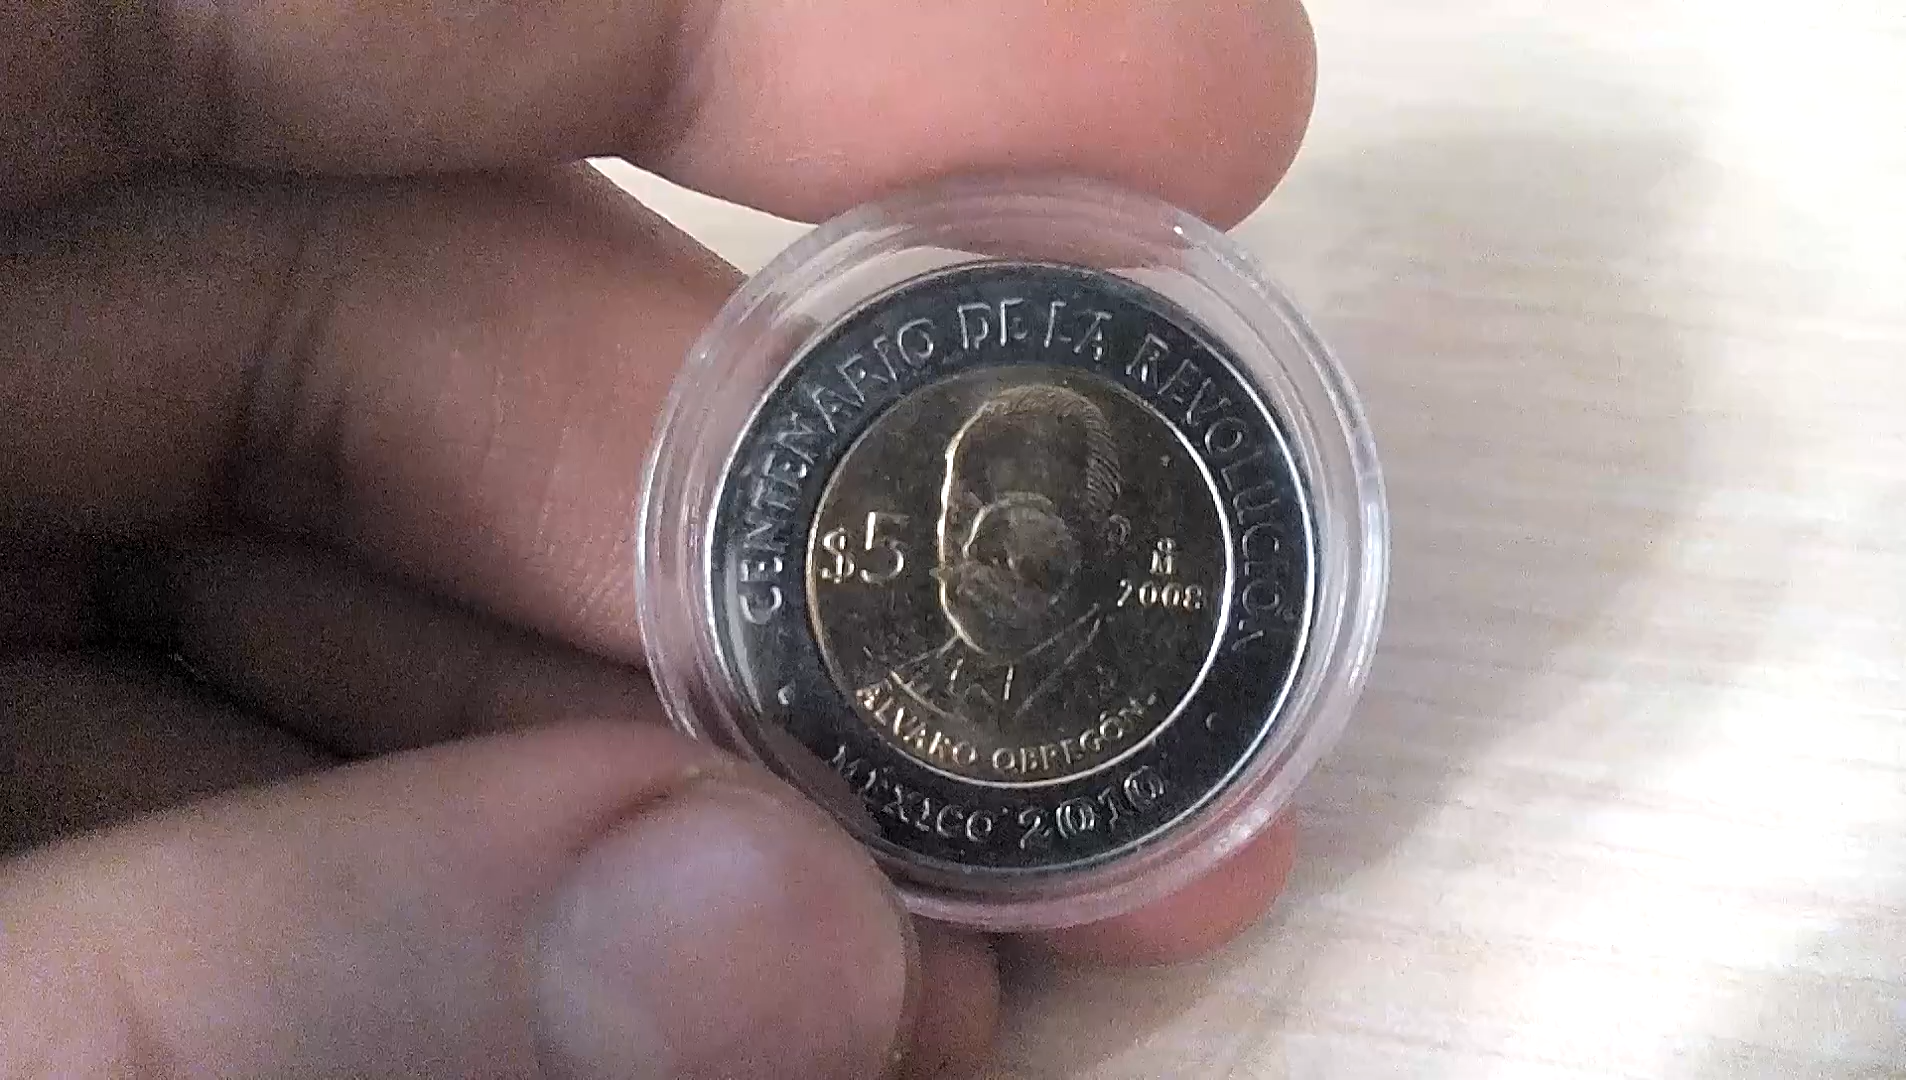 CENTENARIO DE LA REVOLUCIÓN
$5
M
2008
ÁLVARO OBREGÓN
MÉXICO 2010